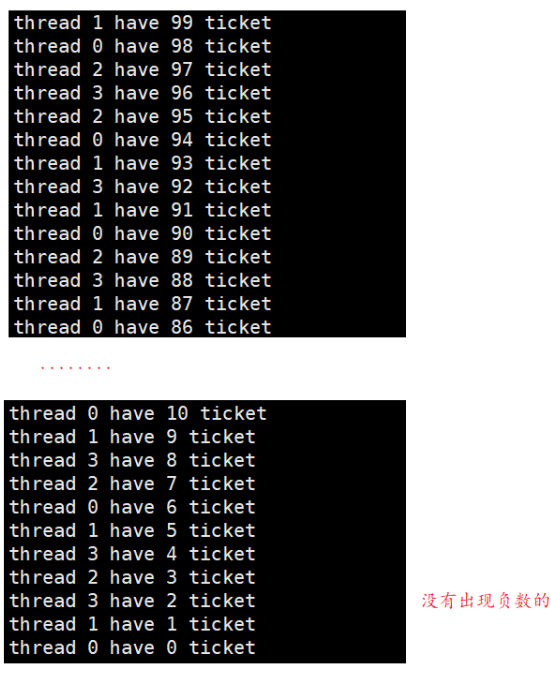 thread 1 have 99 ticket
thread 0 have 98 ticket
thread 2 have 97 ticket
thread 3 have 96 ticket
thread 2 have 95 ticket
thread 0 have 94 ticket
thread 1 have 93 ticket
thread 3 have 92 ticket
thread 1 have 91 ticket
thread 0 have 90 ticket
thread 2 have 89 ticket
thread 3 have 88 ticket
thread 1 have 87 ticket
thread 0 have 86 ticket
........
thread 0 have 10 ticket
thread 1 have 9 ticket
thread 3 have 8 ticket
thread 2 have 7 ticket
thread 0 have 6 ticket
thread 1 have 5 ticket
thread 3 have 4 ticket
thread 2 have 3 ticket
thread 3 have 2 ticket
没有出现负数的
thread 1 have 1 ticket
thread 0 have 0 ticket